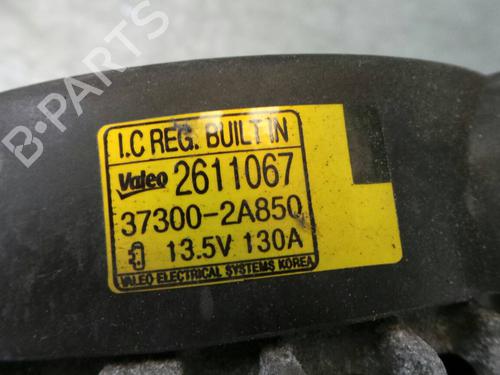 B-PARTS
I.C REG. BUILT IN
Valeo 2611067
37300-2A850
13.5V 130A
VALEO ELECTRICAL SYSTEMS KOREA